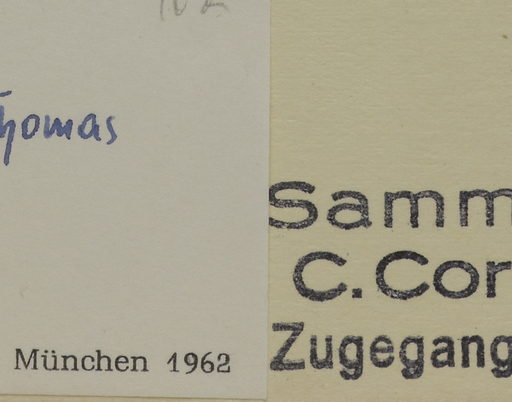 Thomas
München 1962
Samm
C. Cor
Zugegang